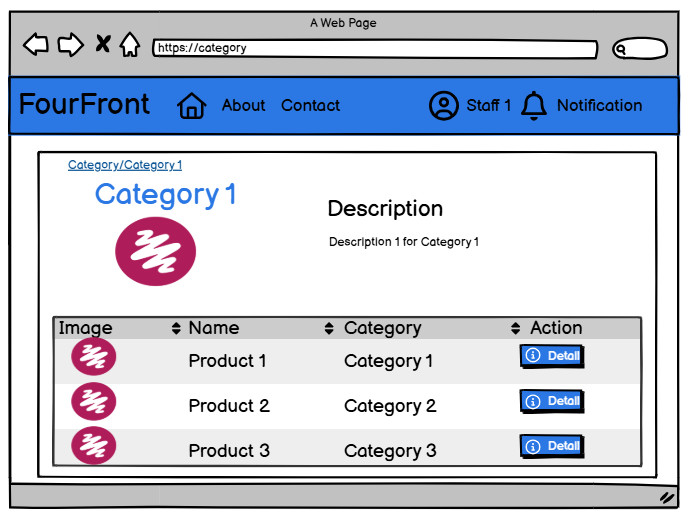 A Web Page
https://category
FourFront About Contact Staff 1 Notification
Category/Category 1
Category 1
Description
Description 1 for Category 1
Image Name Category Action
Product 1 Category 1 Detail
Product 2 Category 2 Detail
Product 3 Category 3 Detail